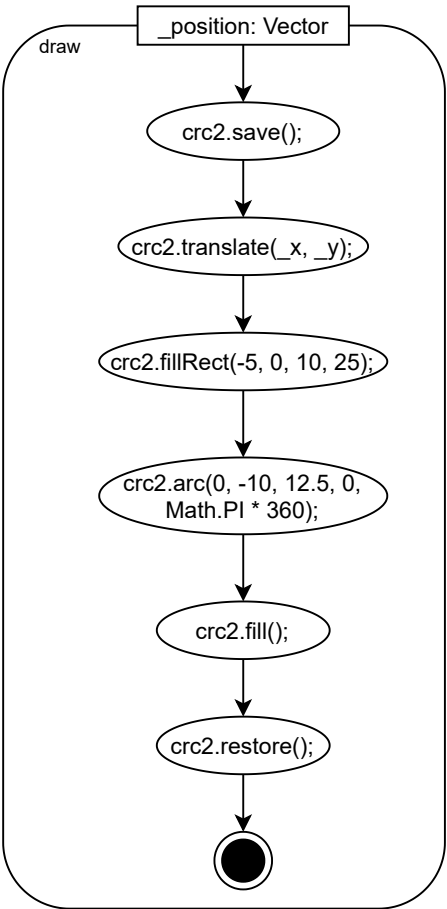 _position: Vector
draw
crc2.save();
crc2.translate(_x, _y);
crc2.fillRect(-5, 0, 10, 25);
crc2.arc(0, -10, 12.5, 0,
Math.PI * 360);
crc2.fill();
crc2.restore();